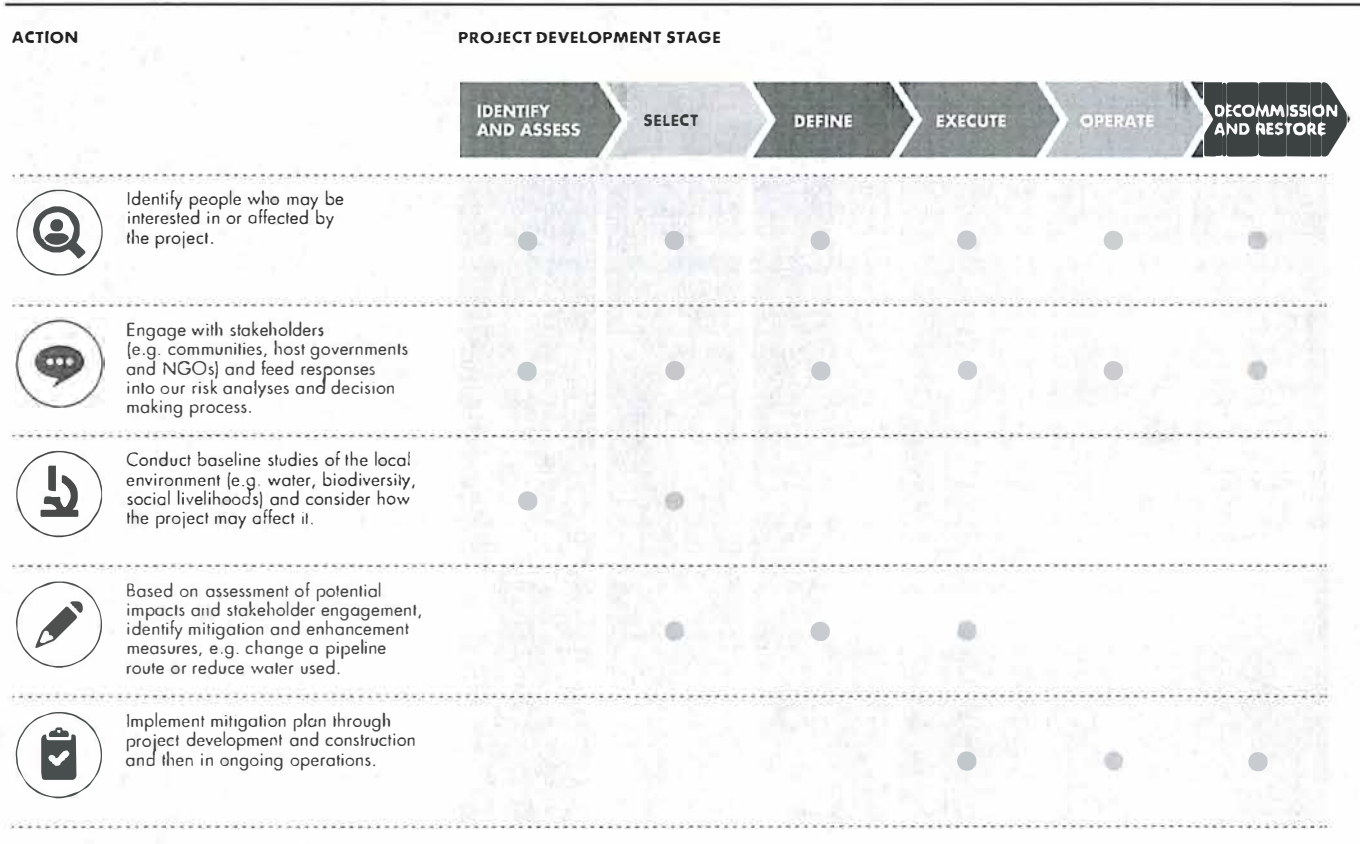 ACTION
PROJECT DEVELOPMENT STAGE
IDENTIFY
AND ASSESS
SELECT
DEFINE
EXECUTE
OPERATE
DECOMMISSION
AND RESTORE
Identify people who may be
interested in or affected by
the project.
Engage with stakeholders
(e.g. communities, host governments
and NGOs) and feed responses
into our risk analyses and decision
making process.
Conduct baseline studies of the local
environment (e.g. water, biodiversity,
social livelihoods) and consider how
the project may affect it.
Based on assessment of potential
impacts and stakeholder engagement,
identify mitigation and enhancement
measures, e.g. change a pipeline
route or reduce water used.
Implement mitigation plan through
project development and construction
and then in ongoing operations.